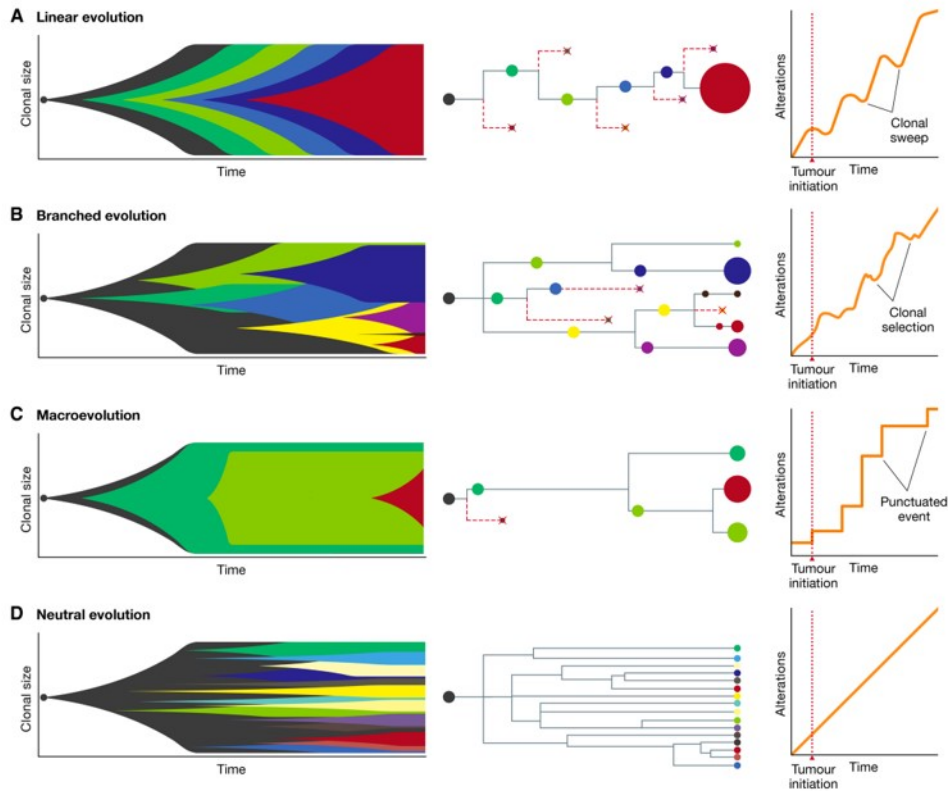 A Linear evolution
Clonal size
Time
Alterations
Clonal
sweep
Tumour
initiation
Time
B Branched evolution
Clonal size
Time
Alterations
Clonal
selection
Tumour
initiation
Time
C Macroevolution
Clonal size
Time
Alterations
Punctuated
event
Tumour
initiation
Time
D Neutral evolution
Clonal size
Time
Alterations
Tumour
initiation
Time